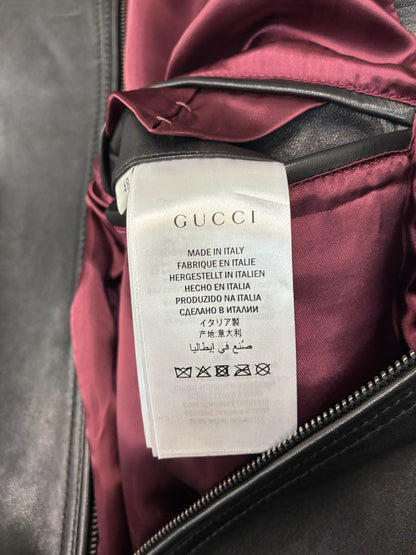 GUCCI
MADE IN ITALY
FABRIQUE EN ITALIE
HERGESTELLT IN ITALIEN
HECHO EN ITALIA
PRODUZIDO NA ITALIA
СДЕЛАНО В ИТАЛИИ
イタリア製
产地:意大利
صنع في إيطاليا